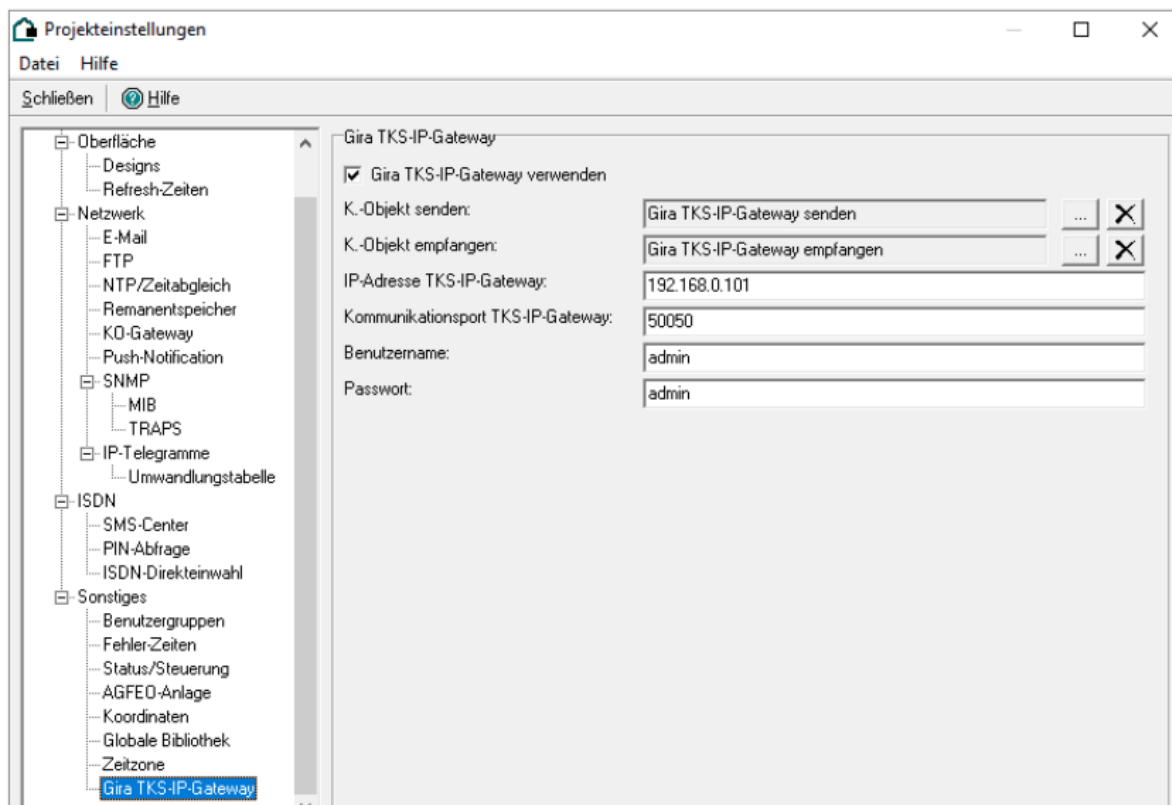 Projekteinstellungen
Datei Hilfe
Schließen Hilfe
Oberfläche
Designs
Refresh-Zeiten
Netzwerk
E-Mail
FTP
NTP/Zeitabgleich
Remanentspeicher
KO-Gateway
Push-Notification
SNMP
MIB
TRAPS
IP-Telegramme
Umwandlungstabelle
ISDN
SMS-Center
PIN-Abfrage
ISDN-Direkteinwahl
Sonstiges
Benutzergruppen
Fehler-Zeiten
Status/Steuerung
AGFEO-Anlage
Koordinaten
Globale Bibliothek
Zeitzone
Gira TKS-IP-Gateway
Gira TKS-IP-Gateway
Gira TKS-IP-Gateway verwenden
K.-Objekt senden: Gira TKS-IP-Gateway senden ...
K.-Objekt empfangen: Gira TKS-IP-Gateway empfangen ...
IP-Adresse TKS-IP-Gateway: 192.168.0.101
Kommunikationsport TKS-IP-Gateway: 50050
Benutzername: admin
Passwort: admin